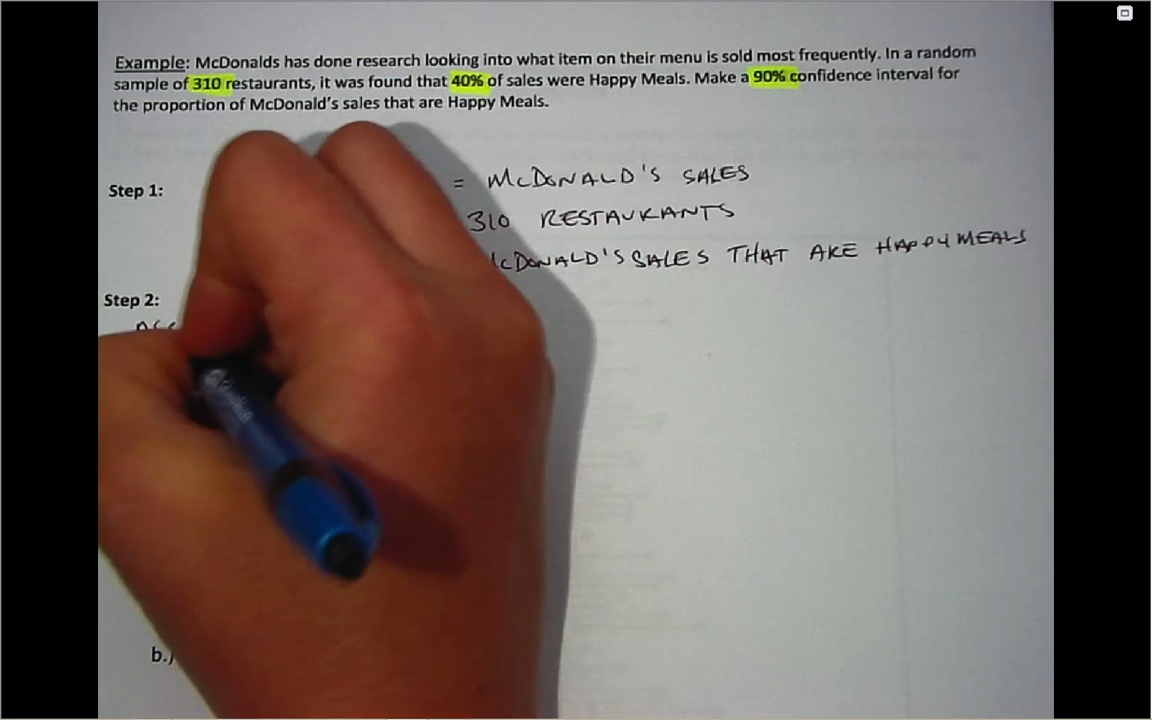 Example: McDonalds has done research looking into what item on their menu is sold most frequently. In a random
sample of 310 restaurants, it was found that 40% of sales were Happy Meals. Make a 90% confidence interval for
the proportion of McDonald's sales that are Happy Meals.
Step 1:
= McDONALD'S SALES
310 RESTAURANTS
McDONALD'S SALES THAT ARE HAPPY MEALS
Step 2:
b.)